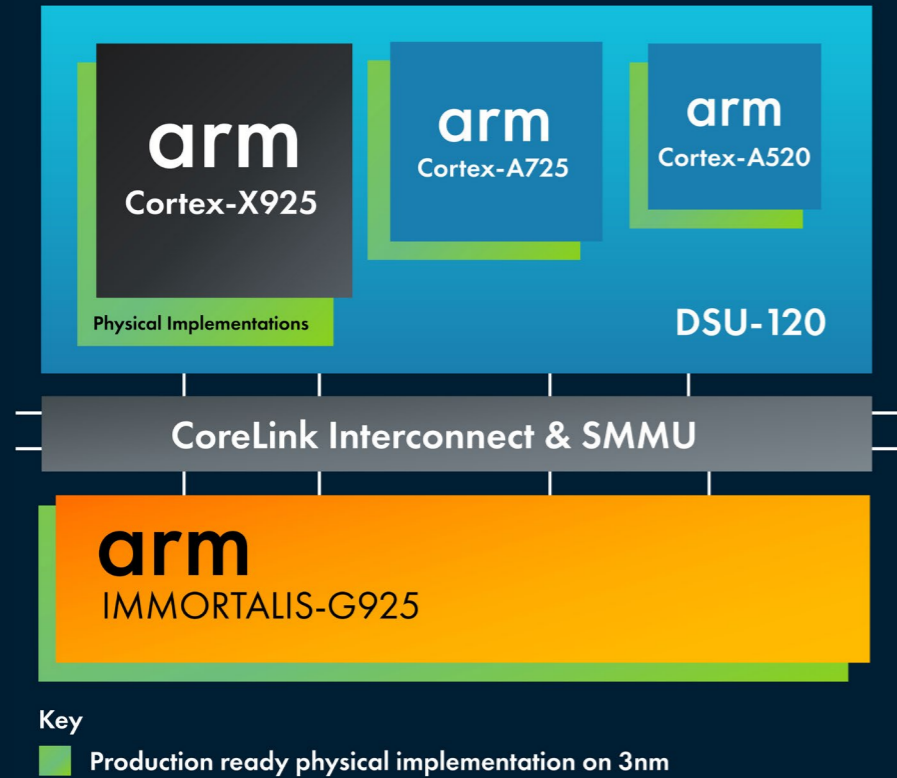 arm
Cortex-X925
arm
Cortex-A725
arm
Cortex-A520
Physical Implementations
DSU-120
CoreLink Interconnect & SMMU
arm
IMMORTALIS-G925
Key
Production ready physical implementation on 3nm